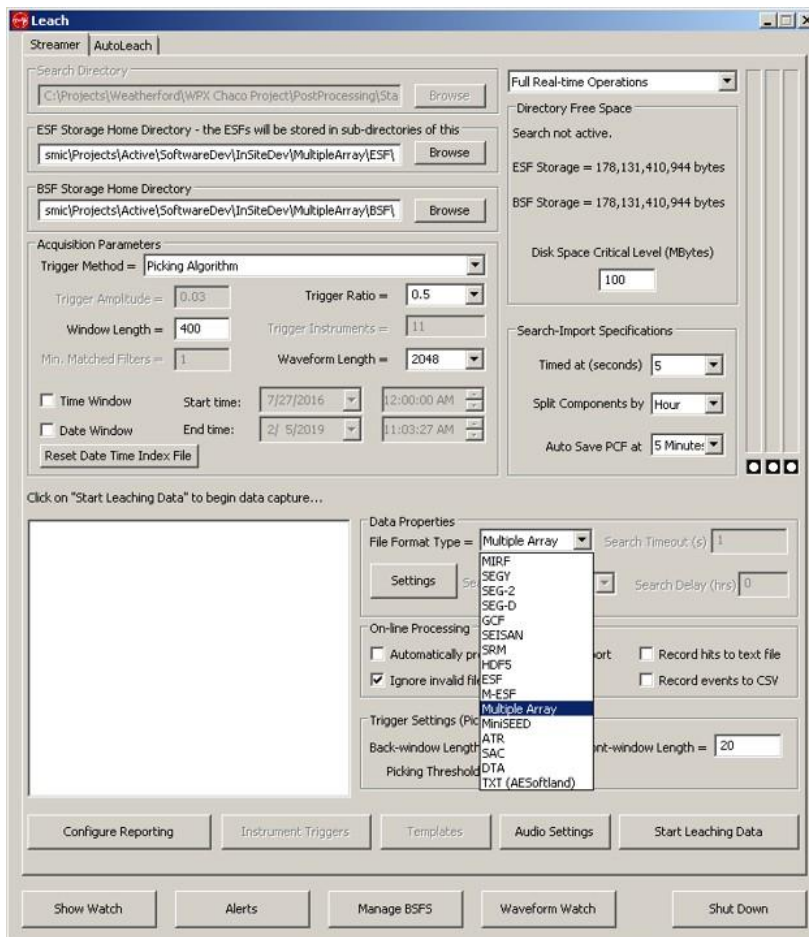 Leach
Streamer AutoLeach
Search Directory
C:\Projects\Weatherford\WPX Chaco Project\PostProcessing\Sta Browse
ESF Storage Home Directory - the ESFs will be stored in sub-directories of this
smic\Projects\Active\SoftwareDev\InSiteDev\MultipleArray\ESF\ Browse
BSF Storage Home Directory
smic\Projects\Active\SoftwareDev\InSiteDev\MultipleArray\BSF\ Browse
Full Real-time Operations
Directory Free Space
Search not active.
ESF Storage = 178,131,410,944 bytes
BSF Storage = 178,131,410,944 bytes
Disk Space Critical Level (MBytes)
100
Acquisition Parameters
Trigger Method = Picking Algorithm
Trigger Amplitude = 0.03 Trigger Ratio = 0.5
Window Length = 400 Trigger Instruments = 11
Min. Matched Filters = 1 Waveform Length = 2048
Time Window Start time: 7/27/2016 12:00:00 AM
Date Window End time: 2/ 5/2019 11:03:27 AM
Reset Date Time Index File
Search-Import Specifications
Timed at (seconds) 5
Split Components by Hour
Auto Save PCF at 5 Minute
Click on "Start Leaching Data" to begin data capture...
Data Properties
File Format Type = Multiple Array Search Timeout (s) 1
Settings Search Delay (hrs) 0
MIRF
SEGY
SEG-2
SEG-D
GCF
SEISAN
SRM
HDF5
ESF
M-ESF
Multiple Array
MiniSEED
ATR
SAC
DTA
TXT (AESoftland)
On-line Processing
Automatically pr ort Record hits to text file
Ignore invalid file Record events to CSV
Trigger Settings (Pic
Back-window Length ont-window Length = 20
Picking Threshold
Configure Reporting Instrument Triggers Templates Audio Settings Start Leaching Data
Show Watch Alerts Manage BSFS Waveform Watch Shut Down